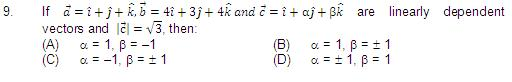 9. If a⃗ = î + ĵ + k̂, b⃗ = 4î + 3ĵ + 4k̂ and c⃗ = î + αĵ + βk̂ are linearly dependent
vectors and |c⃗| = √3, then:
(A) α = 1, β = −1 (B) α = 1, β = ± 1
(C) α = −1, β = ± 1 (D) α = ± 1, β = 1